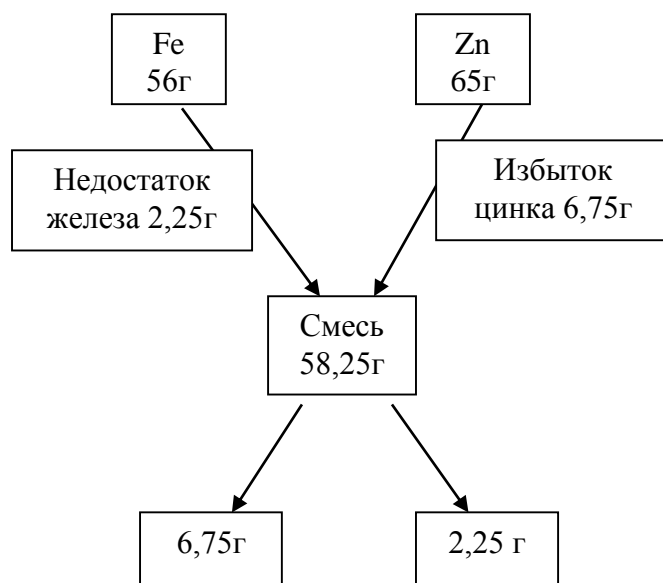 Fe
56г
Zn
65г
Недостаток
железа 2,25г
Избыток
цинка 6,75г
Смесь
58,25г
6,75г
2,25 г